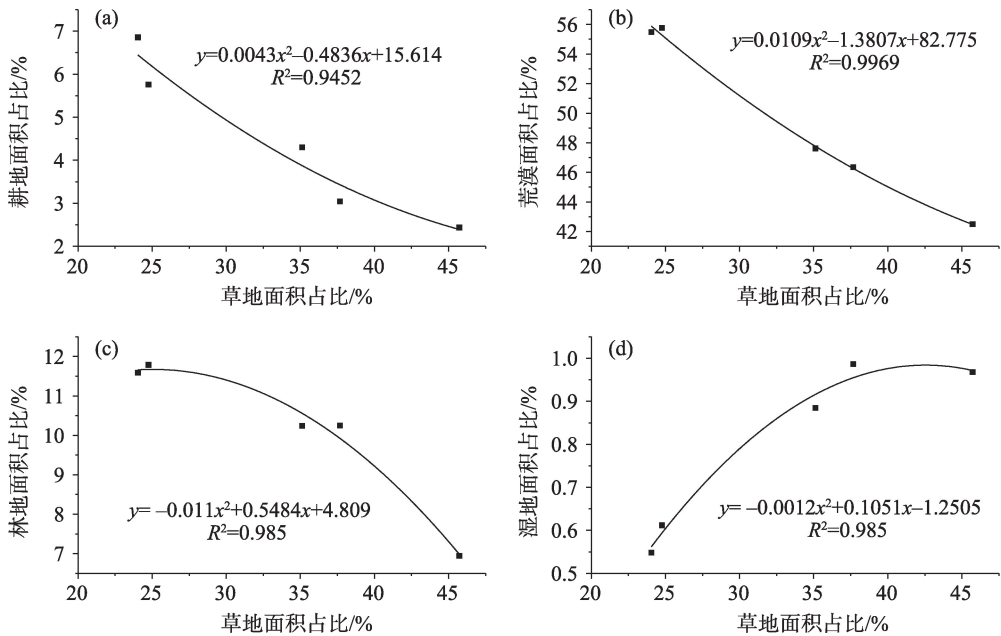 (a)
y=0.0043x²–0.4836x+15.614
R²=0.9452
耕地面积占比/%
7
6
5
4
3
2
20 25 30 35 40 45
草地面积占比/%
(b)
y=0.0109x²–1.3807x+82.775
R²=0.9969
荒漠面积占比/%
56
54
52
50
48
46
44
42
20 25 30 35 40 45
草地面积占比/%
(c)
y= –0.011x²+0.5484x+4.809
R²=0.985
林地面积占比/%
12
11
10
9
8
7
20 25 30 35 40 45
草地面积占比/%
(d)
y= –0.0012x²+0.1051x–1.2505
R²=0.985
湿地面积占比/%
1.0
0.9
0.8
0.7
0.6
0.5
20 25 30 35 40 45
草地面积占比/%